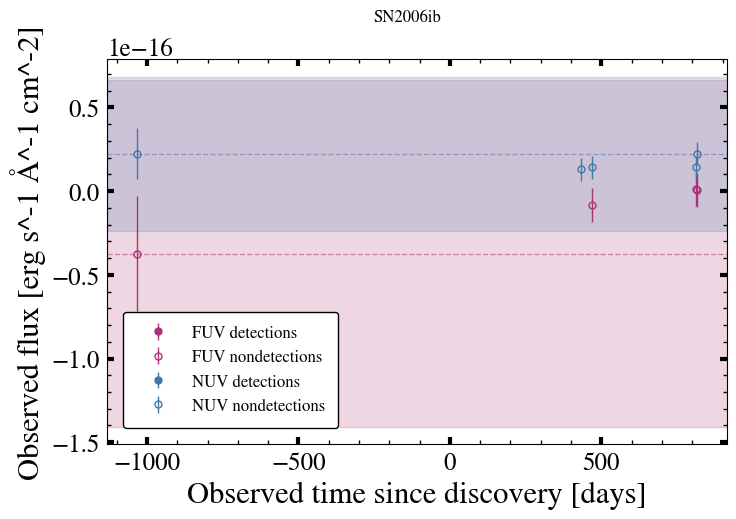 SN2006ib
1e−16
0.5
0.0
−0.5
−1.0
−1.5
Observed flux [erg s^-1 Å^-1 cm^-2]
FUV detections
FUV nondetections
NUV detections
NUV nondetections
−1000 −500 0 500
Observed time since discovery [days]